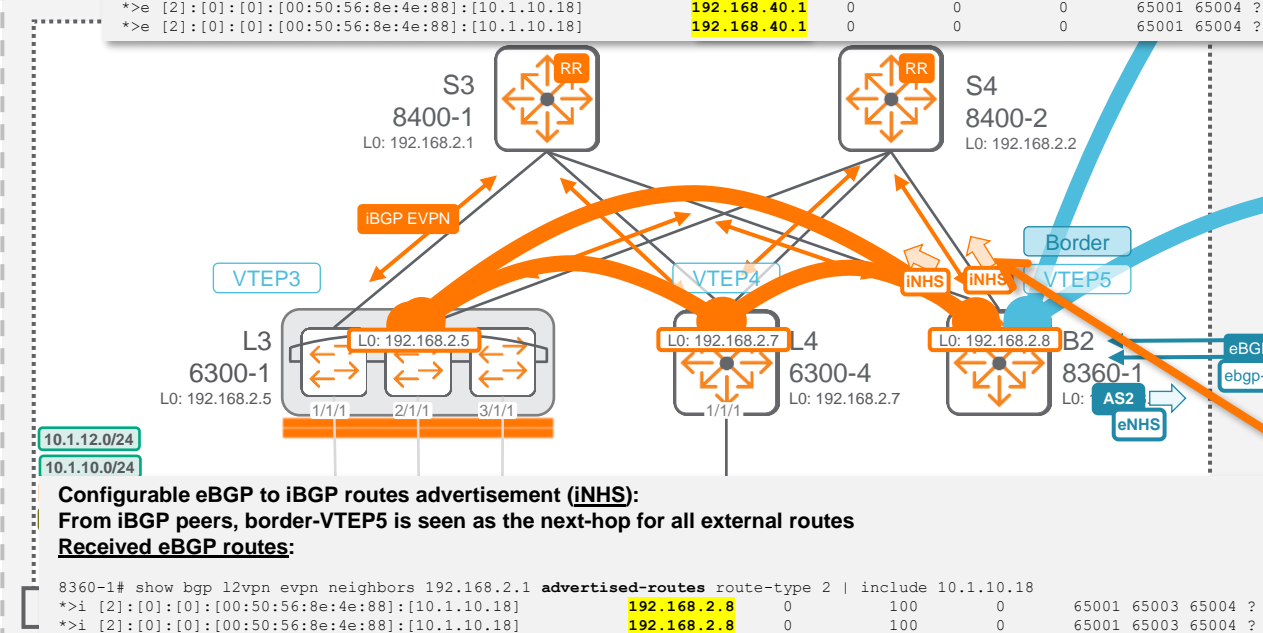 *>e [2]:[0]:[0]:[00:50:56:8e:4e:88]:[10.1.10.18] 192.168.40.1 0 0 0 65001 65004 ?
*>e [2]:[0]:[0]:[00:50:56:8e:4e:88]:[10.1.10.18] 192.168.40.1 0 0 0 65001 65004 ?
RR
S3
8400-1
L0: 192.168.2.1
RR
S4
8400-2
L0: 192.168.2.2
iBGP EVPN
Border
VTEP3
VTEP4
iNHS
iNHS
VTEP5
L0: 192.168.2.5
L0: 192.168.2.7
L0: 192.168.2.8
L3
6300-1
L0: 192.168.2.5
1/1/1
2/1/1
3/1/1
L4
6300-4
L0: 192.168.2.7
1/1/1
B2
8360-1
L0:
AS2
eNHS
eBG
ebgp-
10.1.12.0/24
10.1.10.0/24
Configurable eBGP to iBGP routes advertisement (iNHS):
From iBGP peers, border-VTEP5 is seen as the next-hop for all external routes
Received eBGP routes:
8360-1# show bgp l2vpn evpn neighbors 192.168.2.1 advertised-routes route-type 2 | include 10.1.10.18
*>i [2]:[0]:[0]:[00:50:56:8e:4e:88]:[10.1.10.18] 192.168.2.8 0 100 0 65001 65003 65004 ?
*>i [2]:[0]:[0]:[00:50:56:8e:4e:88]:[10.1.10.18] 192.168.2.8 0 100 0 65001 65003 65004 ?